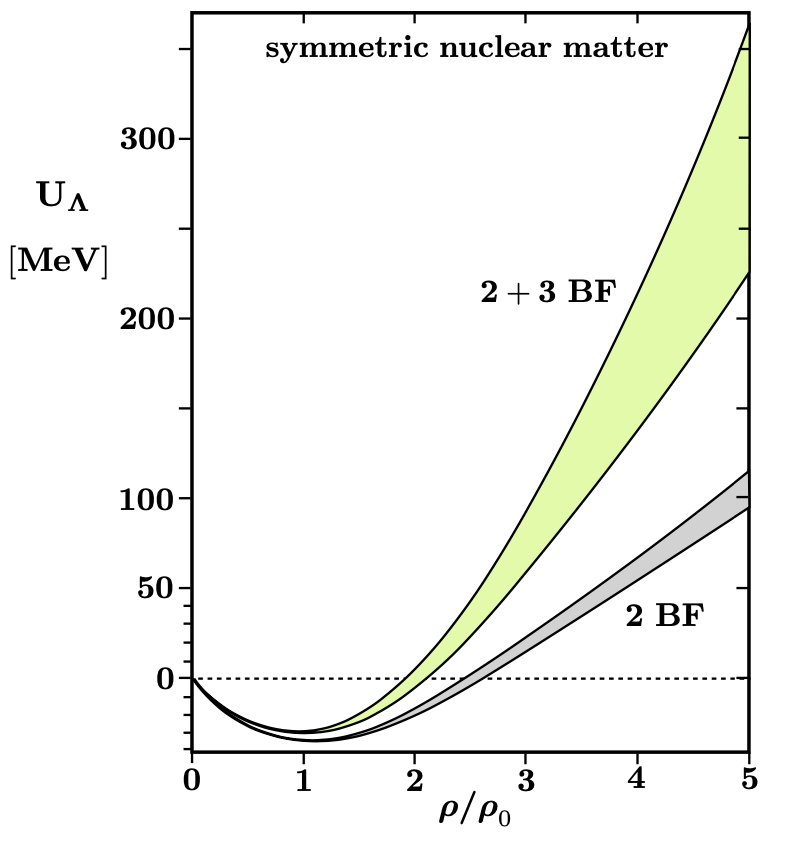 symmetric nuclear matter
300
U_Λ
[MeV]
2 + 3 BF
200
100
50
2 BF
0
0 1 2 3 4 5
ρ/ρ₀